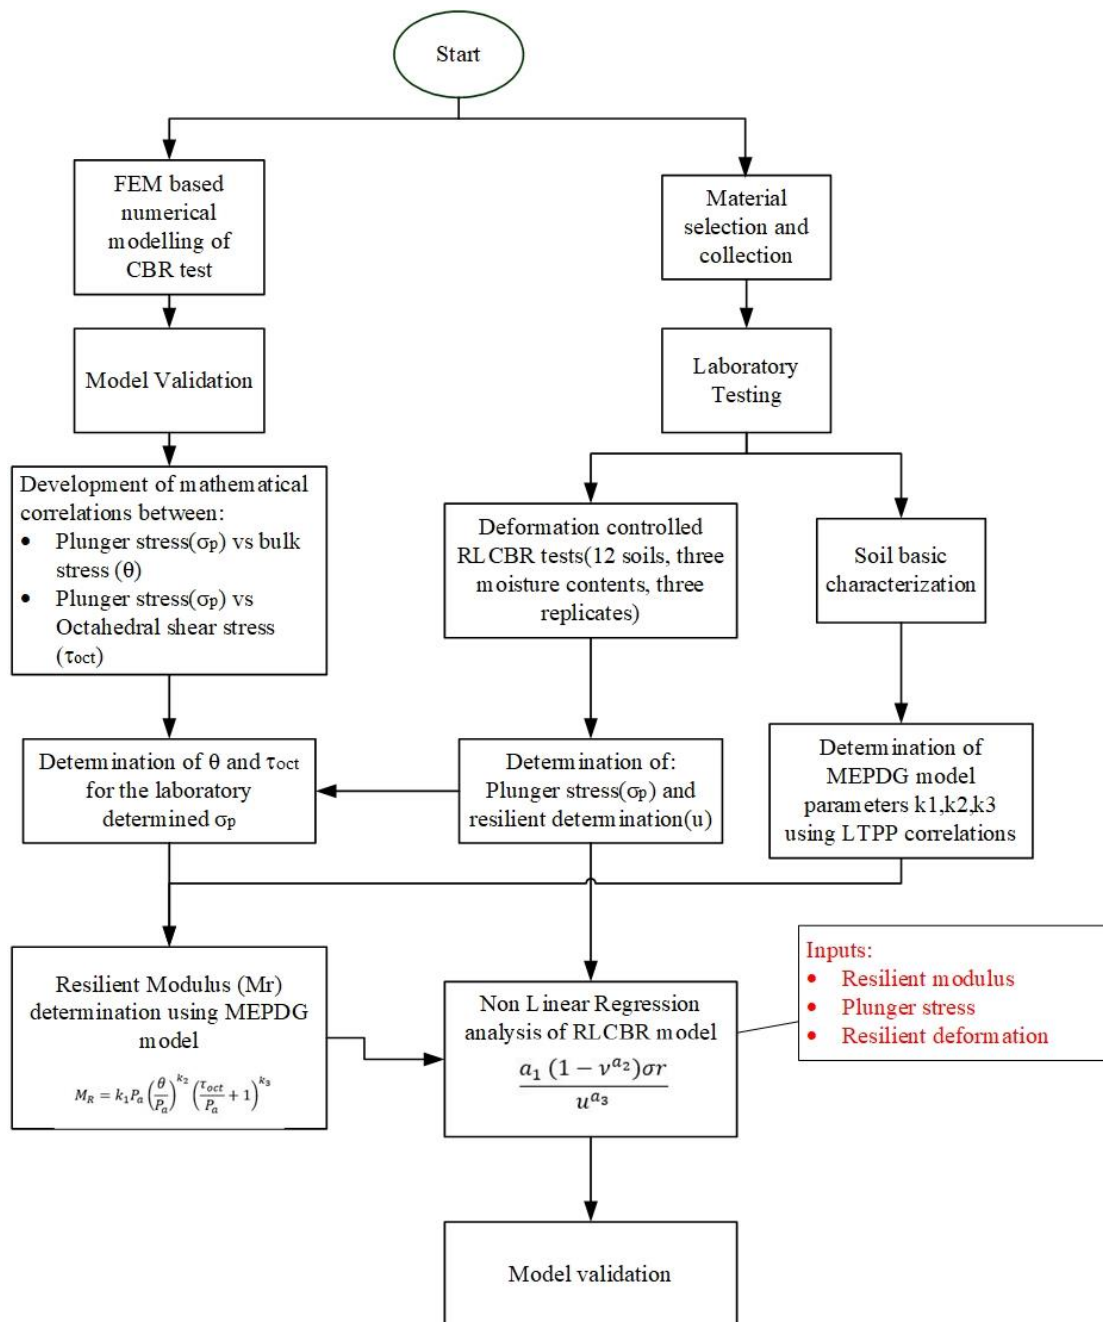 Start
FEM based
numerical
modelling of
CBR test
Material
selection and
collection
Model Validation
Laboratory
Testing
Development of mathematical
correlations between:
• Plunger stress(σp) vs bulk
stress (θ)
• Plunger stress(σp) vs
Octahedral shear stress
(τoct)
Deformation controlled
RLCBR tests(12 soils, three
moisture contents, three
replicates)
Soil basic
characterization
Determination of θ and τoct
for the laboratory
determined σp
Determination of:
Plunger stress(σp) and
resilient determination(u)
Determination of
MEPDG model
parameters k1,k2,k3
using LTPP correlations
Resilient Modulus (Mr)
determination using MEPDG
model
M_R = k_1 P_a (θ/P_a)^{k_2} (τ_{oct}/P_a + 1)^{k_3}
Non Linear Regression
analysis of RLCBR model
a_1 (1 − ν^{a_2})σr
u^{a_3}
Inputs:
• Resilient modulus
• Plunger stress
• Resilient deformation
Model validation